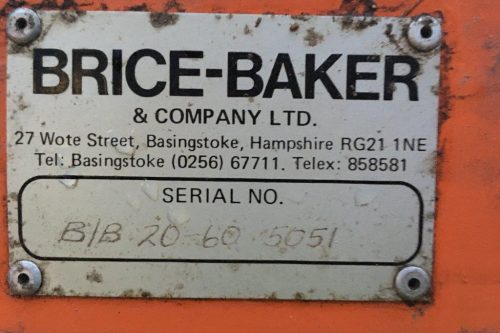 BRICE-BAKER
& COMPANY LTD.
27 Wote Street, Basingstoke, Hampshire RG21 1NE
Tel: Basingstoke (0256) 67711. Telex: 858581
SERIAL NO.
B/B 20-60 5051